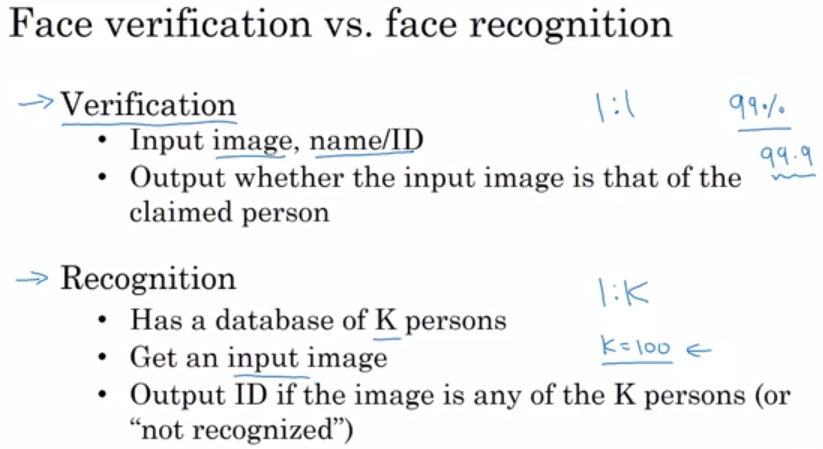 Face verification vs. face recognition
→ Verification 1:1 99%
• Input image, name/ID
99.9
• Output whether the input image is that of the
claimed person
→ Recognition
1:K
• Has a database of K persons
• Get an input image K=100 ←
• Output ID if the image is any of the K persons (or
“not recognized”)